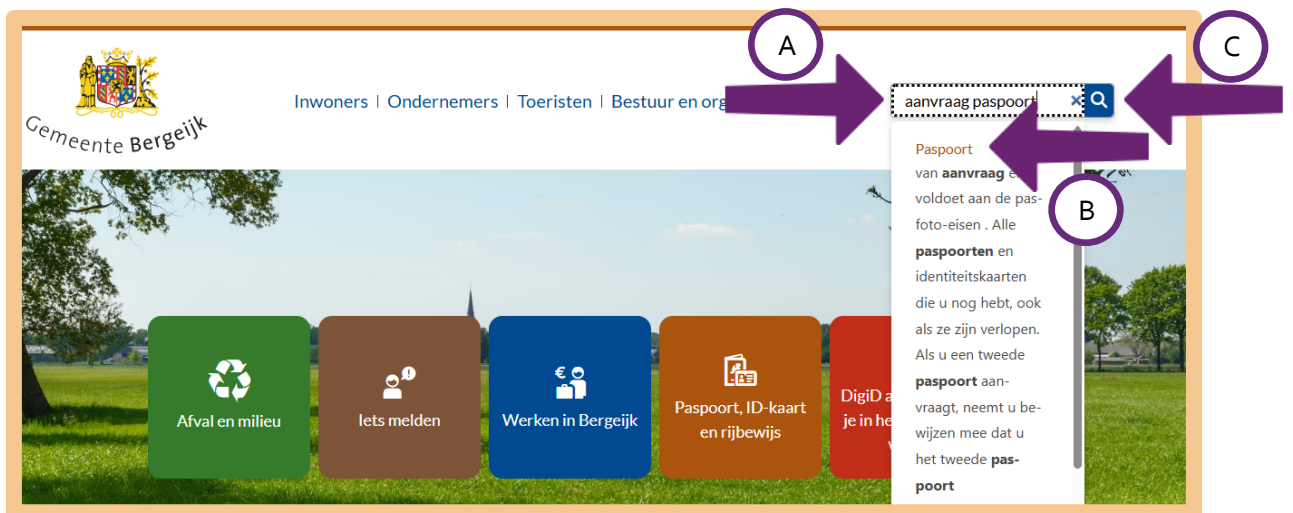 A
C
Gemeente Bergeijk
Inwoners | Ondernemers | Toeristen | Bestuur en org
aanvraag paspoort
Paspoort
van aanvraag
voldoet aan de pas-
foto-eisen . Alle
paspoorten en
identiteitskaarten
die u nog hebt, ook
als ze zijn verlopen.
Als u een tweede
paspoort aan-
vraagt, neemt u be-
wijzen mee dat u
het tweede pas-
poort
B
Afval en milieu
Iets melden
Werken in Bergeijk
Paspoort, ID-kaart
en rijbewijs
DigiD
je in